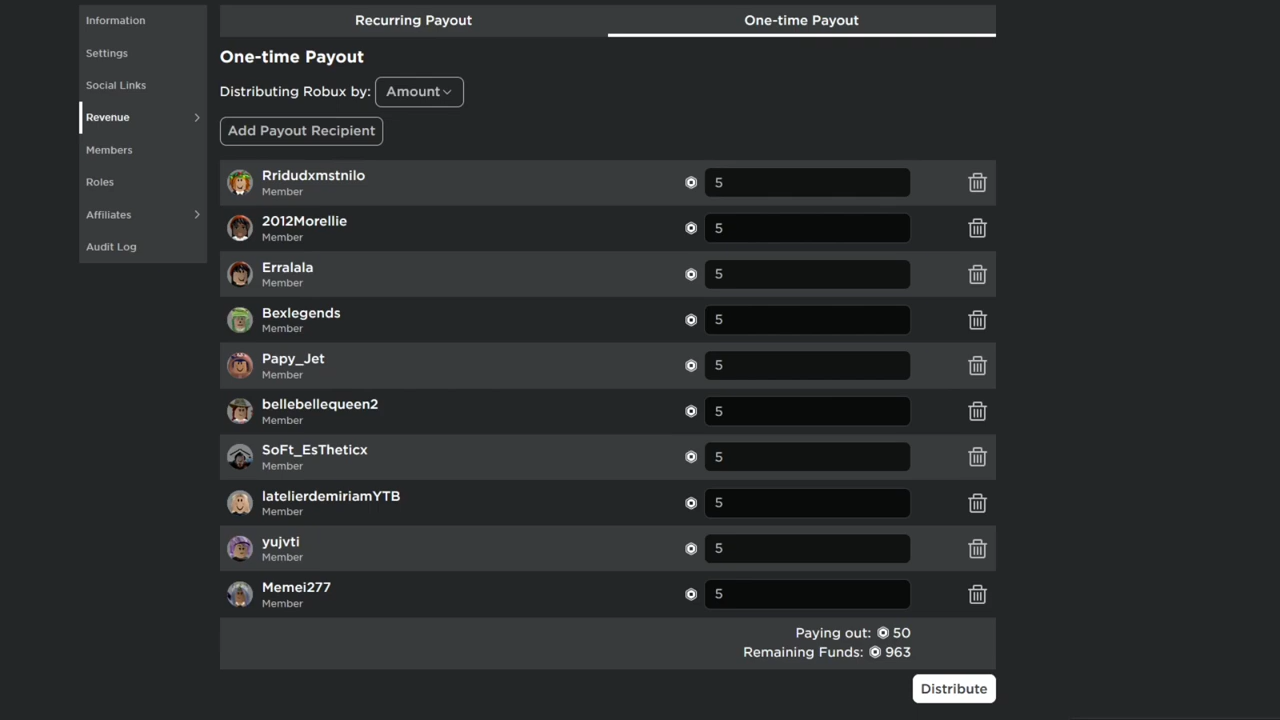 Information
Settings
Social Links
Revenue
Members
Roles
Affiliates
Audit Log
Recurring Payout
One-time Payout
One-time Payout
Distributing Robux by: Amount
Add Payout Recipient
Rridudxmstnilo
Member
5
2012Morellie
Member
5
Erralala
Member
5
Bexlegends
Member
5
Papy_Jet
Member
5
bellebellequeen2
Member
5
SoFt_EsTheticx
Member
5
latelierdemiriamYTB
Member
5
yujvti
Member
5
Memei277
Member
5
Paying out: 50
Remaining Funds: 963
Distribute